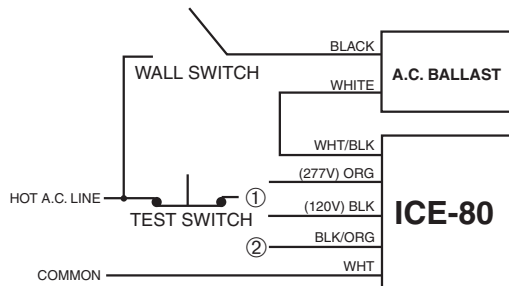 BLACK
WALL SWITCH
A.C. BALLAST
WHITE
WHT/BLK
(277V) ORG
HOT A.C. LINE
①
TEST SWITCH
(120V) BLK
ICE-80
②
BLK/ORG
WHT
COMMON